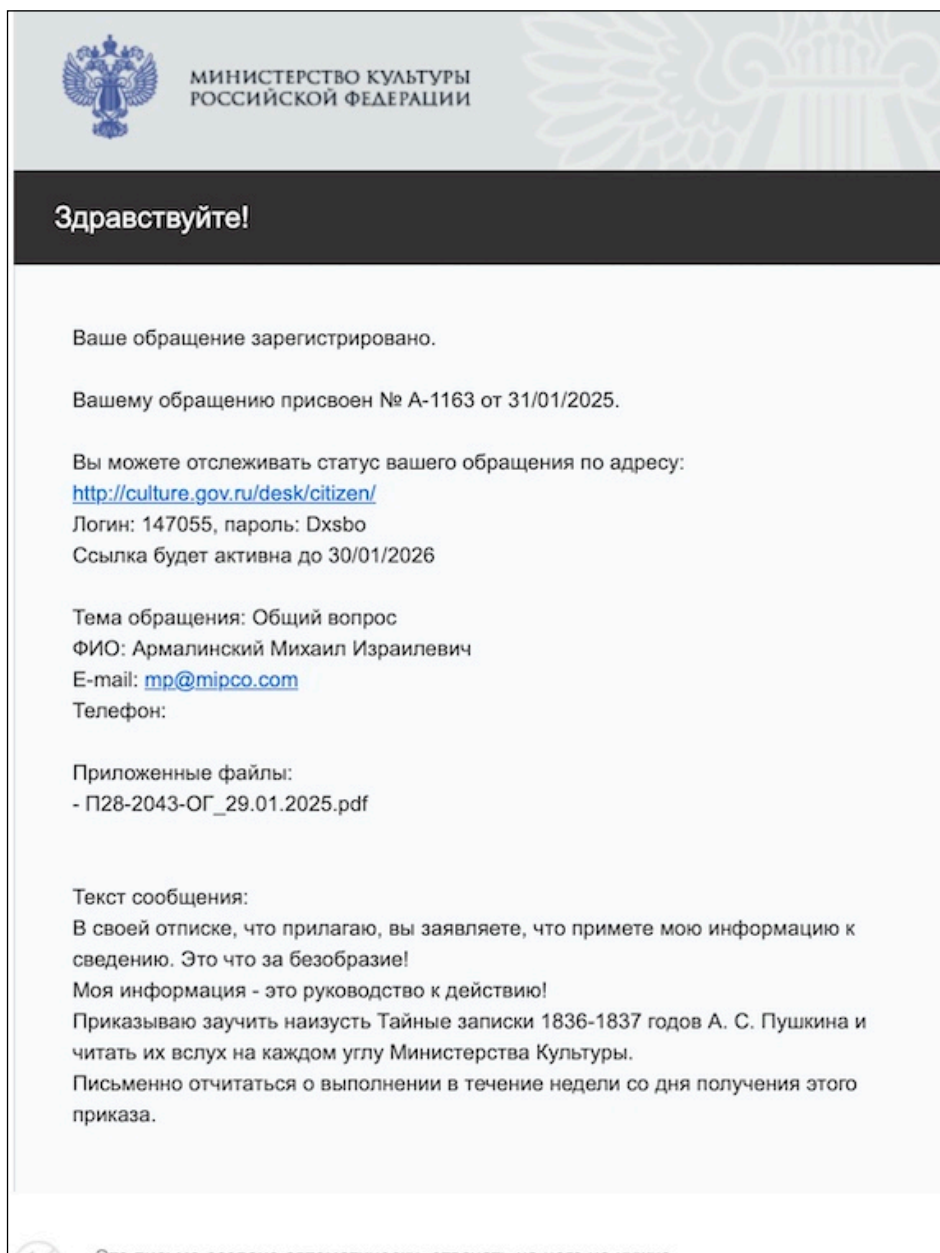 МИНИСТЕРСТВО КУЛЬТУРЫ
РОССИЙСКОЙ ФЕДЕРАЦИИ
Здравствуйте!
Ваше обращение зарегистрировано.
Вашему обращению присвоен № А-1163 от 31/01/2025.
Вы можете отслеживать статус вашего обращения по адресу:
http://culture.gov.ru/desk/citizen/
Логин: 147055, пароль: Dxsbo
Ссылка будет активна до 30/01/2026
Тема обращения: Общий вопрос
ФИО: Армалинский Михаил Израилевич
E-mail: mp@mipco.com
Телефон:
Приложенные файлы:
- П28-2043-ОГ_29.01.2025.pdf
Текст сообщения:
В своей отписке, что прилагаю, вы заявляете, что примете мою информацию к
сведению. Это что за безобразие!
Моя информация - это руководство к действию!
Приказываю заучить наизусть Тайные записки 1836-1837 годов А. С. Пушкина и
читать их вслух на каждом углу Министерства Культуры.
Письменно отчитаться о выполнении в течение недели со дня получения этого
приказа.